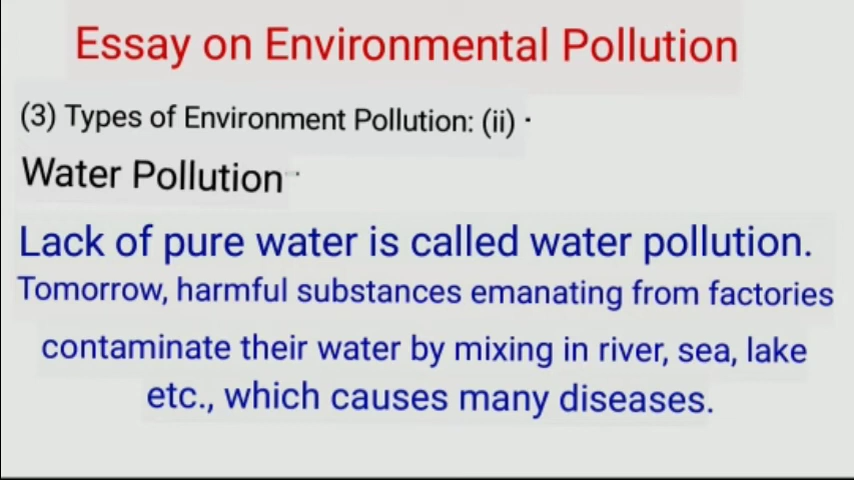 Essay on Environmental Pollution
(3) Types of Environment Pollution: (ii)
Water Pollution
Lack of pure water is called water pollution.
Tomorrow, harmful substances emanating from factories
contaminate their water by mixing in river, sea, lake
etc., which causes many diseases.